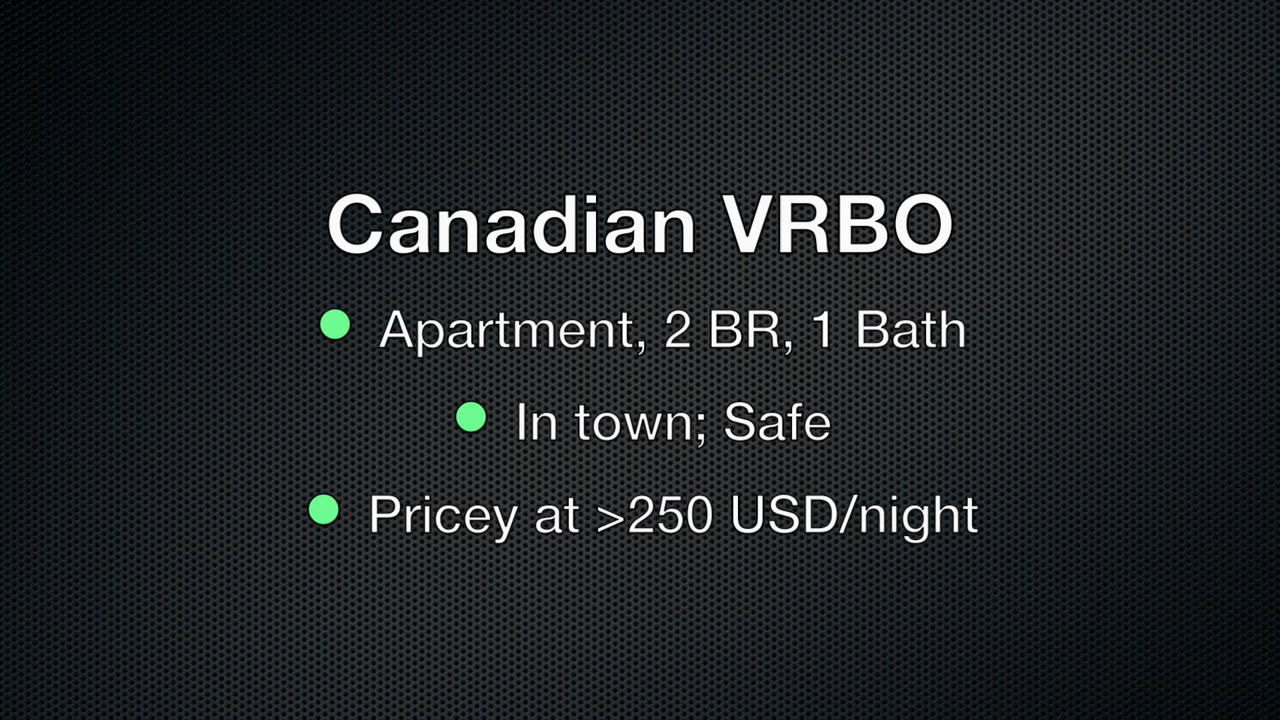 Canadian VRBO
Apartment, 2 BR, 1 Bath
In town; Safe
Pricey at >250 USD/night